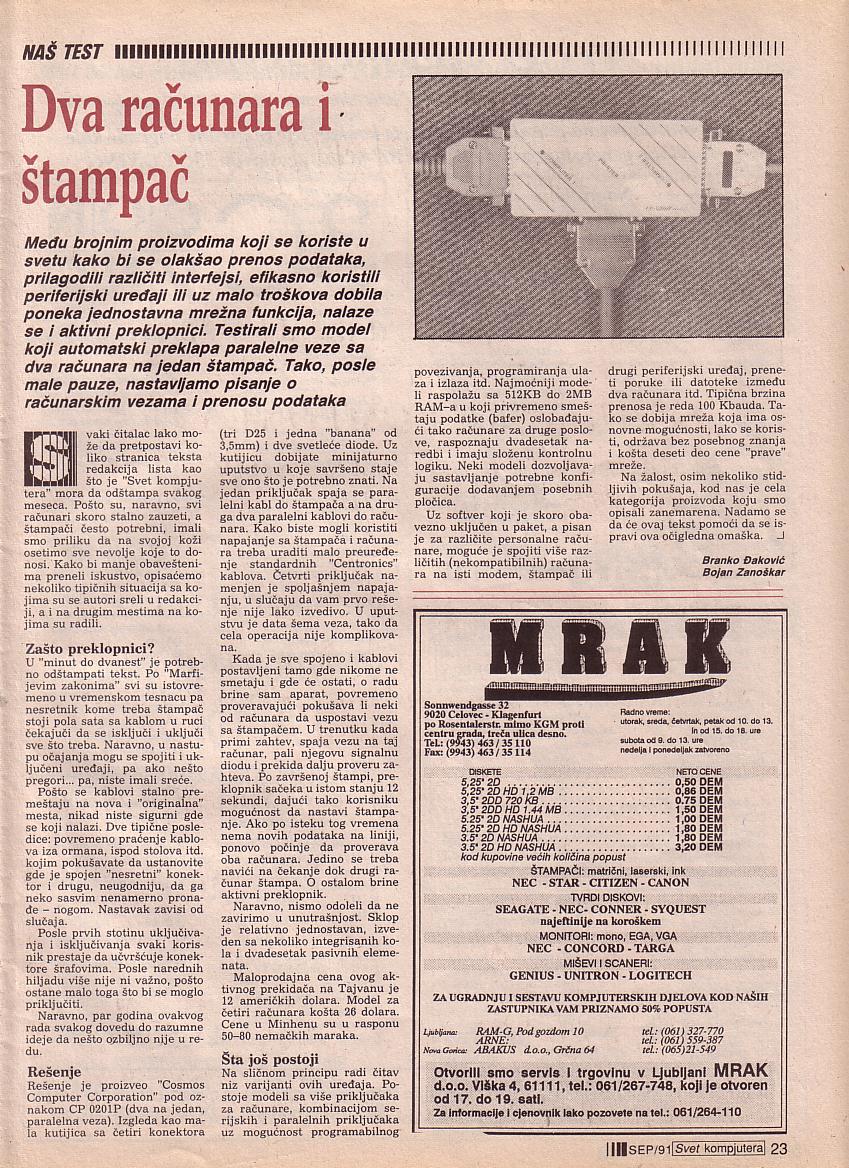 NAŠ TEST
Dva računara i
štampač
Među brojnim proizvodima koji se koriste u
svetu kako bi se olakšao prenos podataka,
prilagodili različiti interfejsi, efikasno koristili
periferijski uređaji ili uz malo troškova dobila
poneka jednostavna mrežna funkcija, nalaze
se i aktivni preklopnici. Testirali smo model
koji automatski preklapa paralelne veze sa
dva računara na jedan štampač. Tako, posle
male pauze, nastavljamo pisanje o
računarskim vezama i prenosu podataka
Svaki čitalac lako mo-
že da pretpostavi ko-
liko stranica teksta
redakcija lista kao
što je "Svet kompju-
tera" mora da odštampa svakog
meseca. Pošto su, naravno, svi
računari skoro stalno zauzeti, a
štampači često potrebni, imali
smo priliku da na svojoj koži
osetimo sve nevolje koje to do-
nosi. Kako bi manje obavešteni-
ma preneli iskustvo, opisaćemo
nekoliko tipičnih situacija sa ko-
jima su se autori sreli u redakci-
ji, a i na drugim mestima na ko-
jima su radili.
Zašto preklopnici?
U "minut do dvanest" je potreb-
no odštampati tekst. Po "Marfi-
jevim zakonima" svi su istovre-
meno u vremenskom tesnacu pa
nesretnik kome treba štampač
stoji pola sata sa kablom u ruci
čekajući da se isključi i uključi
sve što treba. Naravno, u nastu-
pu očajanja mogu se spojiti i uk-
ljučeni uređaji, pa ako nešto
pregori... pa, niste imali sreće.
Pošto se kablovi stalno pre-
meštaju na nova i "originalna"
mesta, nikad niste sigurni gde
se koji nalazi. Dve tipične posle-
dice: povremeno praćenje kablo-
va iza ormana, ispod stolova itd.
kojim pokušavate da ustanovite
gde je spojen "nesretni" konek-
tor i drugu, neugodniju, da ga
neko sasvim nenamerno prona-
đe – nogom. Nastavak zavisi od
slučaja.
Posle prvih stotinu uključiva-
nja i isključivanja svaki koris-
nik prestaje da učvršćuje konek-
tore šrafovima. Posle narednih
hiljadu više nije ni važno, pošto
ostane malo toga što bi se moglo
priključiti.
Naravno, par godina ovakvog
rada svakog dovedu do razumne
ideje da nešto ozbiljno nije u re-
du.
Rešenje
Rešenje je proizveo "Cosmos
Computer Corporation" pod oz-
nakom CP 0201P (dva na jedan,
paralelna veza). Izgleda kao ma-
la kutijica sa četiri konektora
(tri D25 i jedna "banana" od
3,5mm) i dve svetleće diode. Uz
kutijicu dobijate minijaturno
uputstvo u koje savršeno staje
sve ono što je potrebno znati. Na
jedan priključak spaja se para-
lelni kabl do štampača a na dru-
ga dva paralelni kablovi do raču-
nara. Kako biste mogli koristiti
napajanje sa štampača i računa-
ra treba uraditi malo preuređe-
nje standardnih "Centronics"
kablova. Četvrti priključak na-
menjen je spoljašnjem napaja-
nju, u slučaju da vam prvo reše-
nje nije lako izvedivo. U uput-
stvu je data šema veza, tako da
cela operacija nije komplikova-
na.
Kada je sve spojeno i kablovi
postavljeni tamo gde nikome ne
smetaju i gde će ostati, o radu
brine sam aparat, povremeno
proveravajući pokušava li neki
od računara da uspostavi vezu
sa štampačem. U trenutku kada
primi zahtev, spaja vezu na taj
računar, pali njegovu signalnu
diodu i prekida dalju proveru za-
hteva. Po završenoj štampi, pre-
klopnik sačeka u istom stanju 12
sekundi, dajući tako korisniku
mogućnost da nastavi štampa-
nje. Ako po isteku tog vremena
nema novih podataka na liniji,
ponovo počinje da proverava
oba računara. Jedino se treba
navići na čekanje dok drugi ra-
čunar štampa. O ostalom brine
aktivni preklopnik.
Naravno, nismo odoleli da ne
zavirimo u unutrašnjost. Sklop
je relativno jednostavan, izve-
den sa nekoliko integrisanih ko-
la i dvadesetak pasivnih eleme-
nata.
Maloprodajna cena ovog ak-
tivnog prekidača na Tajvanu je
12 američkih dolara. Model za
četiri računara košta 26 dolara.
Cene u Minhenu su u rasponu
50–80 nemačkih maraka.
Šta još postoji
Na sličnom principu radi čitav
niz varijanti ovih uređaja. Po-
stoje modeli sa više priključaka
za računare, kombinacijom se-
rijskih i paralelnih priključaka
uz mogućnost programabilnog
povezivanja, programiranja ula-
za i izlaza itd. Najmoćniji mode-
li raspolažu sa 512KB do 2MB
RAM–a u koji privremeno smeš-
taju podatke (bafer) oslobađaju-
ći tako računare za druge poslo-
ve, raspoznaju dvadesetak na-
redbi i imaju složenu kontrolnu
logiku. Neki modeli dozvoljava-
ju sastavljanje potrebne konfi-
guracije dodavanjem posebnih
pločica.
Uz softver koji je skoro oba-
vezno uključen u paket, a pisan
je za različite personalne raču-
nare, moguće je spojiti više raz-
ličitih (nekompatibilnih) računa-
ra na isti modem, štampač ili
drugi periferijski uređaj, prene-
ti poruke ili datoteke između
dva računara itd. Tipična brzina
prenosa je reda 100 Kbauda. Ta-
ko se dobija mreža koja ima os-
novne mogućnosti, lako se koris-
ti, održava bez posebnog znanja
i košta deseti deo cene "prave"
mreže.
Na žalost, osim nekoliko stid-
ljivih pokušaja, kod nas je cela
kategorija proizvoda koju smo
opisali zanemarena. Nadamo se
da će ovaj tekst pomoći da se is-
pravi ova očigledna omaška.
Branko Đaković
Bojan Zanoškar
MRAK
Sonnwendgasse 32
9020 Celovec - Klagenfurt
po Rosentalerstr. mimo KGM proti
centru grada, treća ulica desno.
Tel.: (9943) 463 / 35 110
Fax: (9943) 463 / 35 114
Radno vreme:
utorak, sreda, četvrtak, petak od 10. do 13.
in od 15. do 18. ure
subota od 9. do 13. ure
nedelja i ponedeljak zatvoreno
DISKETE NETO CENE
5,25" 2D 0,50 DEM
5,25" 2D HD 1,2 MB 0,86 DEM
3,5" 2DD 720 KB 0.75 DEM
3,5" 2DD HD 1.44 MB 1,50 DEM
5.25" 2D NASHUA 1,00 DEM
5.25" 2D HD NASHUA 1,80 DEM
3.5" 2D NASHUA 1,80 DEM
3.5" 2D HD NASHUA 3,20 DEM
kod kupovine većih količina popust
ŠTAMPAČI: matrični, laserski, ink
NEC - STAR - CITIZEN - CANON
TVRDI DISKOVI:
SEAGATE - NEC- CONNER - SYQUEST
najeftinije na koroškem
MONITORI: mono, EGA, VGA
NEC - CONCORD - TARGA
MIŠEVI I SCANERI:
GENIUS - UNITRON - LOGITECH
ZA UGRADNJU I SESTAVU KOMPJUTERSKIH DJELOVA KOD NAŠIH
ZASTUPNIKA VAM PRIZNAMO 50% POPUSTA
Ljubljana: RAM-G, Pod gozdom 10 tel.: (061) 327-770
ARNE: tel.: (061) 559-387
Nova Gorica: ABAKUS d.o.o., Grčna 64 tel.: (065)21-549
Otvorili smo servis i trgovinu v Ljubljani MRAK
d.o.o. Viška 4, 61111, tel.: 061/267-748, koji je otvoren
od 17. do 19. sati.
Za informacije i cjenovnik lako pozovete na tel.: 061/264-110
SEP/91 Svet kompjutera 23